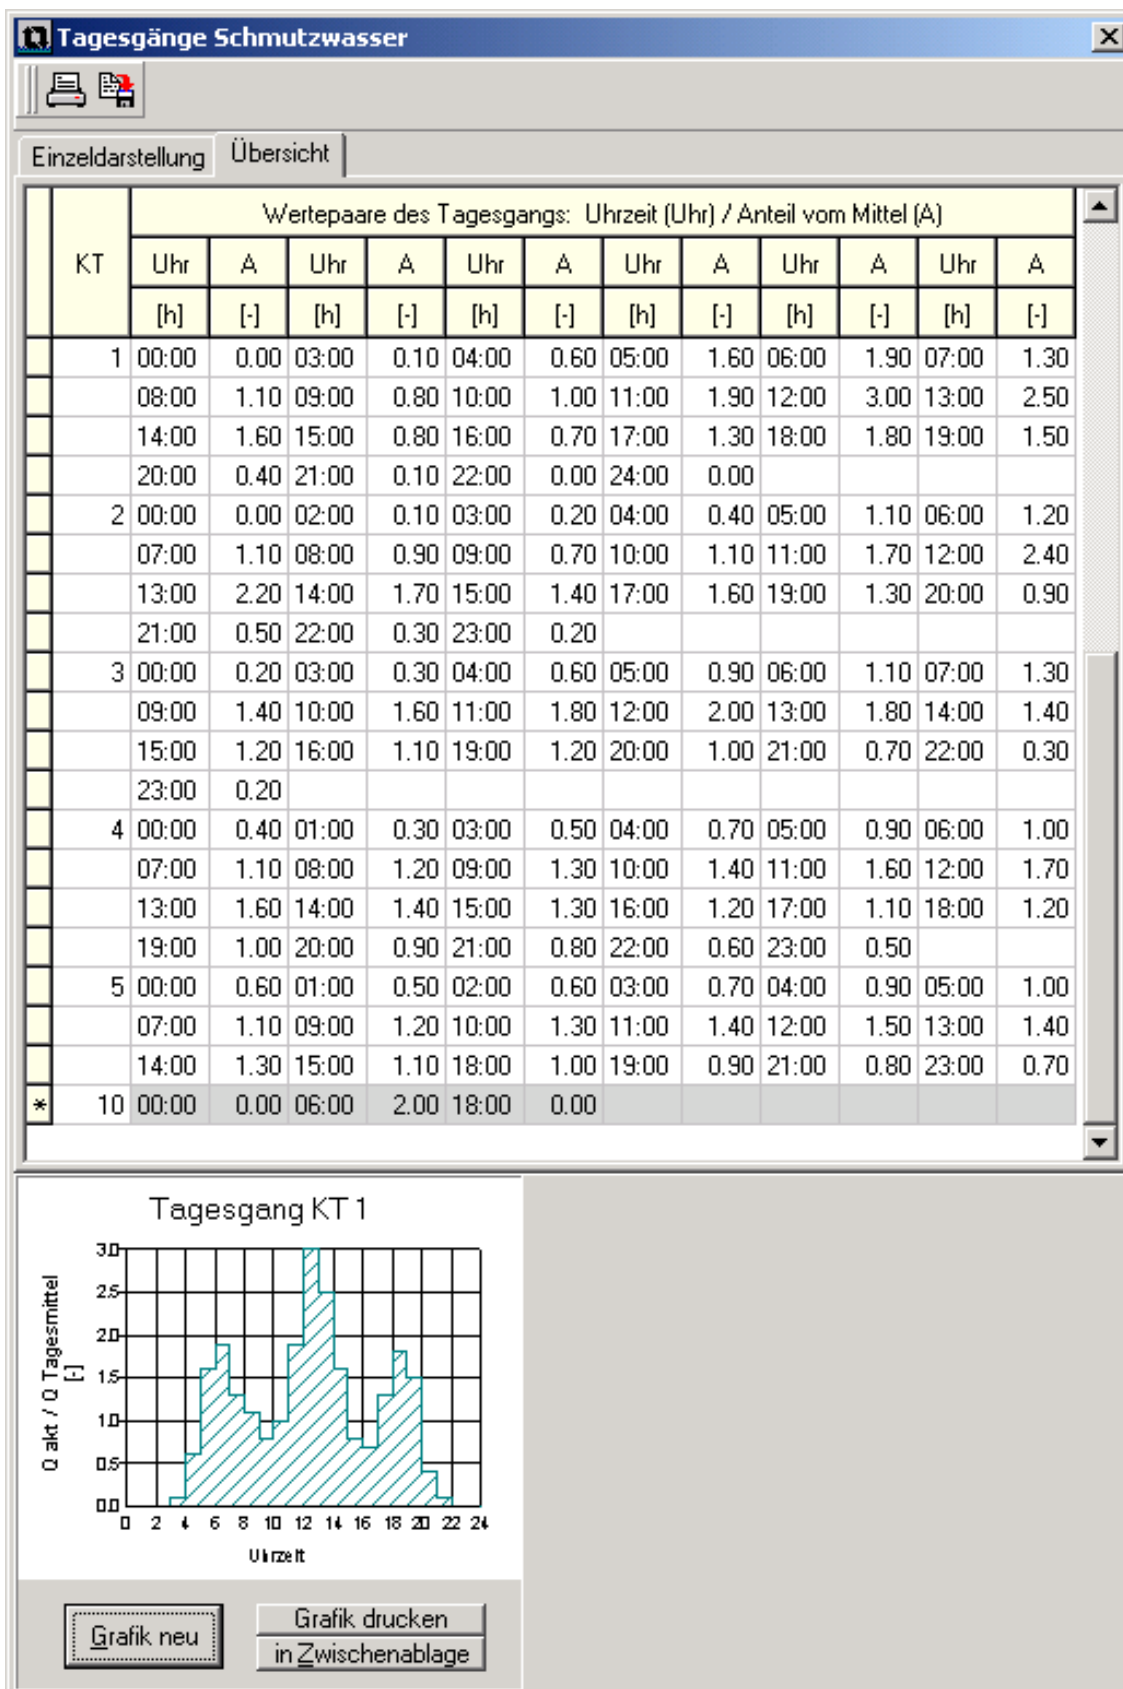 Tagesgänge Schmutzwasser
Einzeldarstellung Übersicht
Wertepaare des Tagesgangs: Uhrzeit (Uhr) / Anteil vom Mittel (A)
KT Uhr A Uhr A Uhr A Uhr A Uhr A Uhr A
[h] [-] [h] [-] [h] [-] [h] [-] [h] [-] [h] [-]
1 00:00 0.00 03:00 0.10 04:00 0.60 05:00 1.60 06:00 1.90 07:00 1.30
08:00 1.10 09:00 0.80 10:00 1.00 11:00 1.90 12:00 3.00 13:00 2.50
14:00 1.60 15:00 0.80 16:00 0.70 17:00 1.30 18:00 1.80 19:00 1.50
20:00 0.40 21:00 0.10 22:00 0.00 24:00 0.00
2 00:00 0.00 02:00 0.10 03:00 0.20 04:00 0.40 05:00 1.10 06:00 1.20
07:00 1.10 08:00 0.90 09:00 0.70 10:00 1.10 11:00 1.70 12:00 2.40
13:00 2.20 14:00 1.70 15:00 1.40 17:00 1.60 19:00 1.30 20:00 0.90
21:00 0.50 22:00 0.30 23:00 0.20
3 00:00 0.20 03:00 0.30 04:00 0.60 05:00 0.90 06:00 1.10 07:00 1.30
09:00 1.40 10:00 1.60 11:00 1.80 12:00 2.00 13:00 1.80 14:00 1.40
15:00 1.20 16:00 1.10 19:00 1.20 20:00 1.00 21:00 0.70 22:00 0.30
23:00 0.20
4 00:00 0.40 01:00 0.30 03:00 0.50 04:00 0.70 05:00 0.90 06:00 1.00
07:00 1.10 08:00 1.20 09:00 1.30 10:00 1.40 11:00 1.60 12:00 1.70
13:00 1.60 14:00 1.40 15:00 1.30 16:00 1.20 17:00 1.10 18:00 1.20
19:00 1.00 20:00 0.90 21:00 0.80 22:00 0.60 23:00 0.50
5 00:00 0.60 01:00 0.50 02:00 0.60 03:00 0.70 04:00 0.90 05:00 1.00
07:00 1.10 09:00 1.20 10:00 1.30 11:00 1.40 12:00 1.50 13:00 1.40
14:00 1.30 15:00 1.10 18:00 1.00 19:00 0.90 21:00 0.80 23:00 0.70
* 10 00:00 0.00 06:00 2.00 18:00 0.00
Tagesgang KT 1
Q akt / Q Tagesmittel
[-]
3.0
2.5
2.0
1.5
1.0
0.5
0.0
0 2 4 6 8 10 12 14 16 18 20 22 24
Uhrzeit
Grafik neu
Grafik drucken
in Zwischenablage